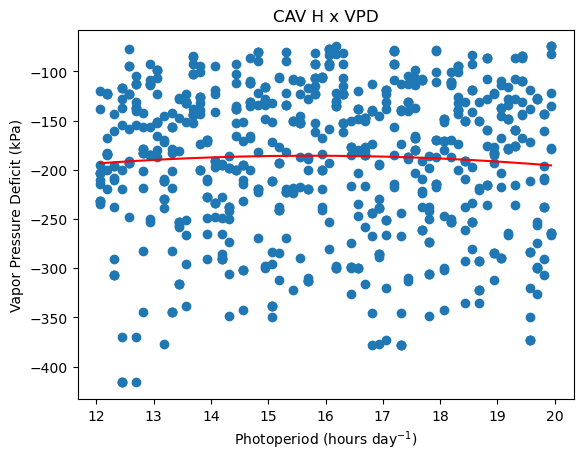 CAV H x VPD
Vapor Pressure Deficit (kPa)
−100
−150
−200
−250
−300
−350
−400
12 13 14 15 16 17 18 19 20
Photoperiod (hours day⁻¹)